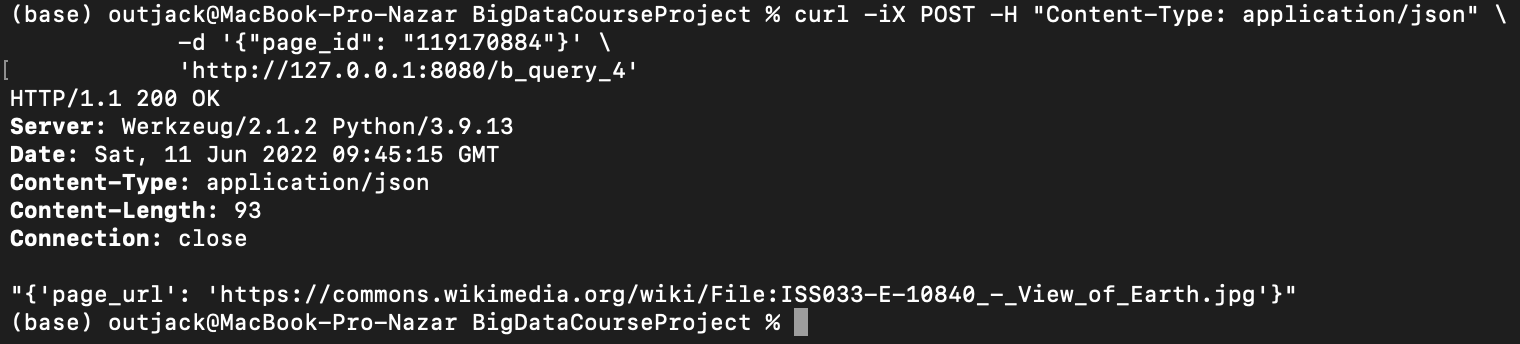 (base) outjack@MacBook-Pro-Nazar BigDataCourseProject % curl -iX POST -H "Content-Type: application/json" \
-d '{"page_id": "119170884"}' \
[ 'http://127.0.0.1:8080/b_query_4'
HTTP/1.1 200 OK
Server: Werkzeug/2.1.2 Python/3.9.13
Date: Sat, 11 Jun 2022 09:45:15 GMT
Content-Type: application/json
Content-Length: 93
Connection: close
"{'page_url': 'https://commons.wikimedia.org/wiki/File:ISS033-E-10840_-_View_of_Earth.jpg'}"
(base) outjack@MacBook-Pro-Nazar BigDataCourseProject %